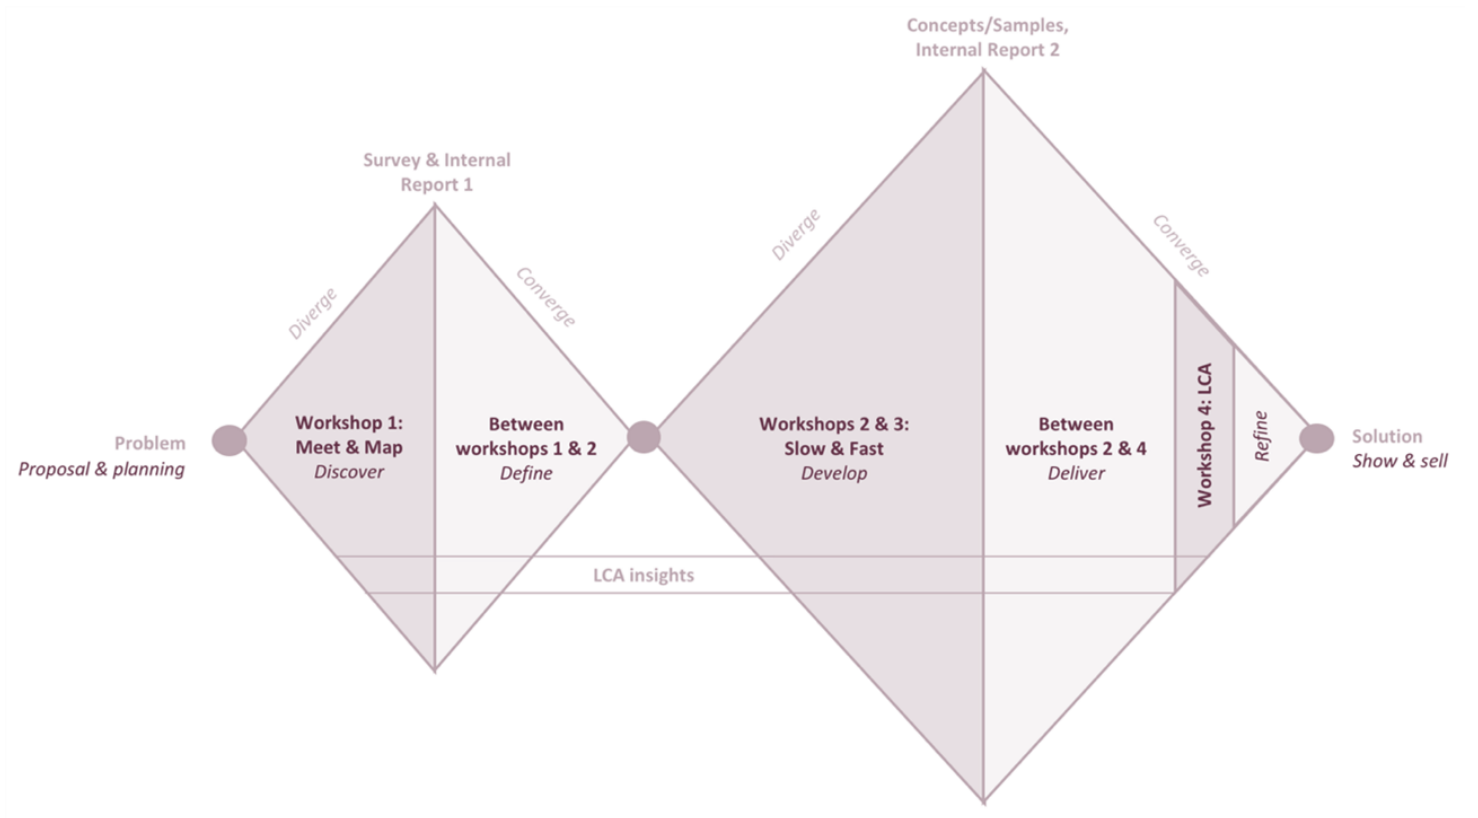 Concepts/Samples,
Internal Report 2
Survey & Internal
Report 1
Diverge
Converge
Diverge
Converge
Problem
Proposal & planning
Workshop 1:
Meet & Map
Discover
Between
workshops 1 & 2
Define
Workshops 2 & 3:
Slow & Fast
Develop
Between
workshops 2 & 4
Deliver
Workshop 4: LCA
Refine
Solution
Show & sell
LCA insights